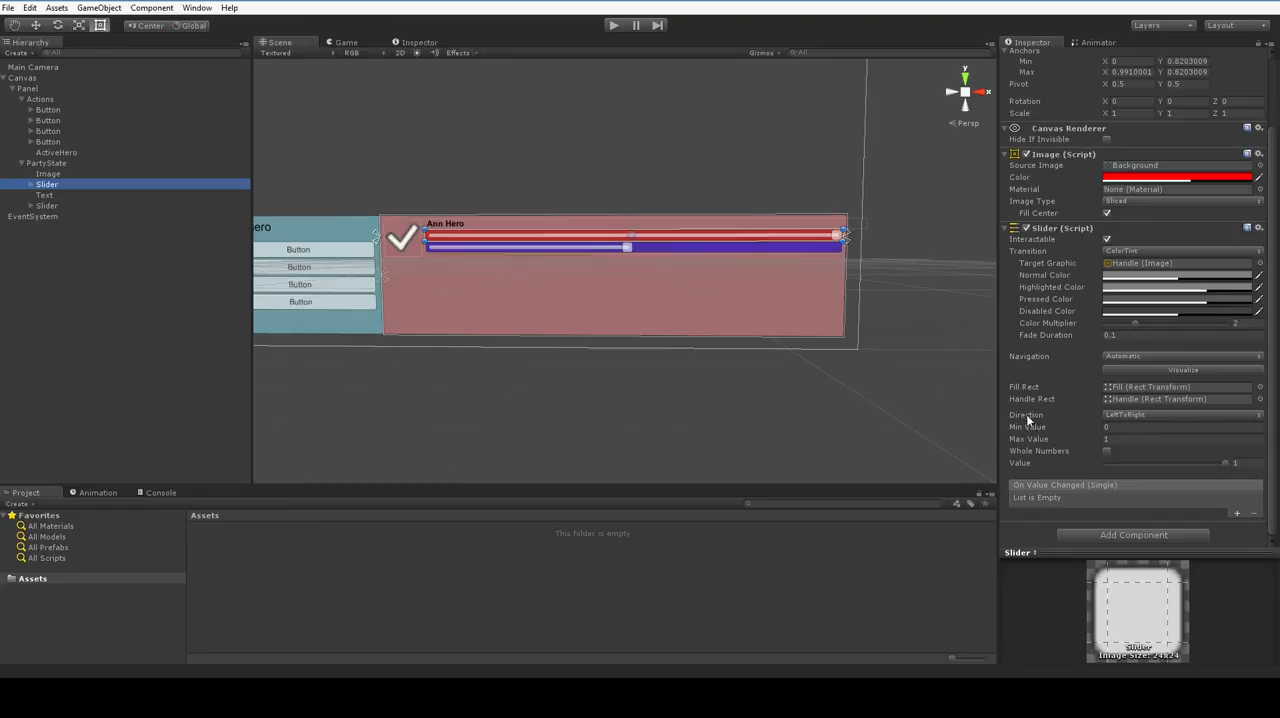 File Edit Assets GameObject Component Window Help
Center Global Layers Layout
Hierarchy
Create All
Main Camera
Canvas
Panel
Actions
Button
Button
Button
Button
ActiveHero
PartyState
Image
Slider
Text
Slider
EventSystem
Scene Game Inspector
Textured RGB 2D Effects Gizmos All
y
x
Persp
ero
Button
Button
Button
Button
Ann Hero
Inspector Animator
Anchors
Min X 0 Y 0.8203009
Max X 0.9910001 Y 0.8203009
Pivot X 0.5 Y 0.5
Rotation X 0 Y 0 Z 0
Scale X 1 Y 1 Z 1
Canvas Renderer
Hide If Invisible
Image (Script)
Source Image Background
Color
Material None (Material)
Image Type Sliced
Fill Center
Slider (Script)
Interactable
Transition ColorTint
Target Graphic Handle (Image)
Normal Color
Highlighted Color
Pressed Color
Disabled Color
Color Multiplier 2
Fade Duration 0.1
Navigation Automatic
Visualize
Fill Rect Fill (Rect Transform)
Handle Rect Handle (Rect Transform)
Direction LeftToRight
Min Value 0
Max Value 1
Whole Numbers
Value 1
On Value Changed (Single)
List is Empty
+ −
Add Component
Slider
Slider
Image Size: 24x24
Project Animation Console
Create
Favorites
All Materials
All Models
All Prefabs
All Scripts
Assets
Assets
This folder is empty